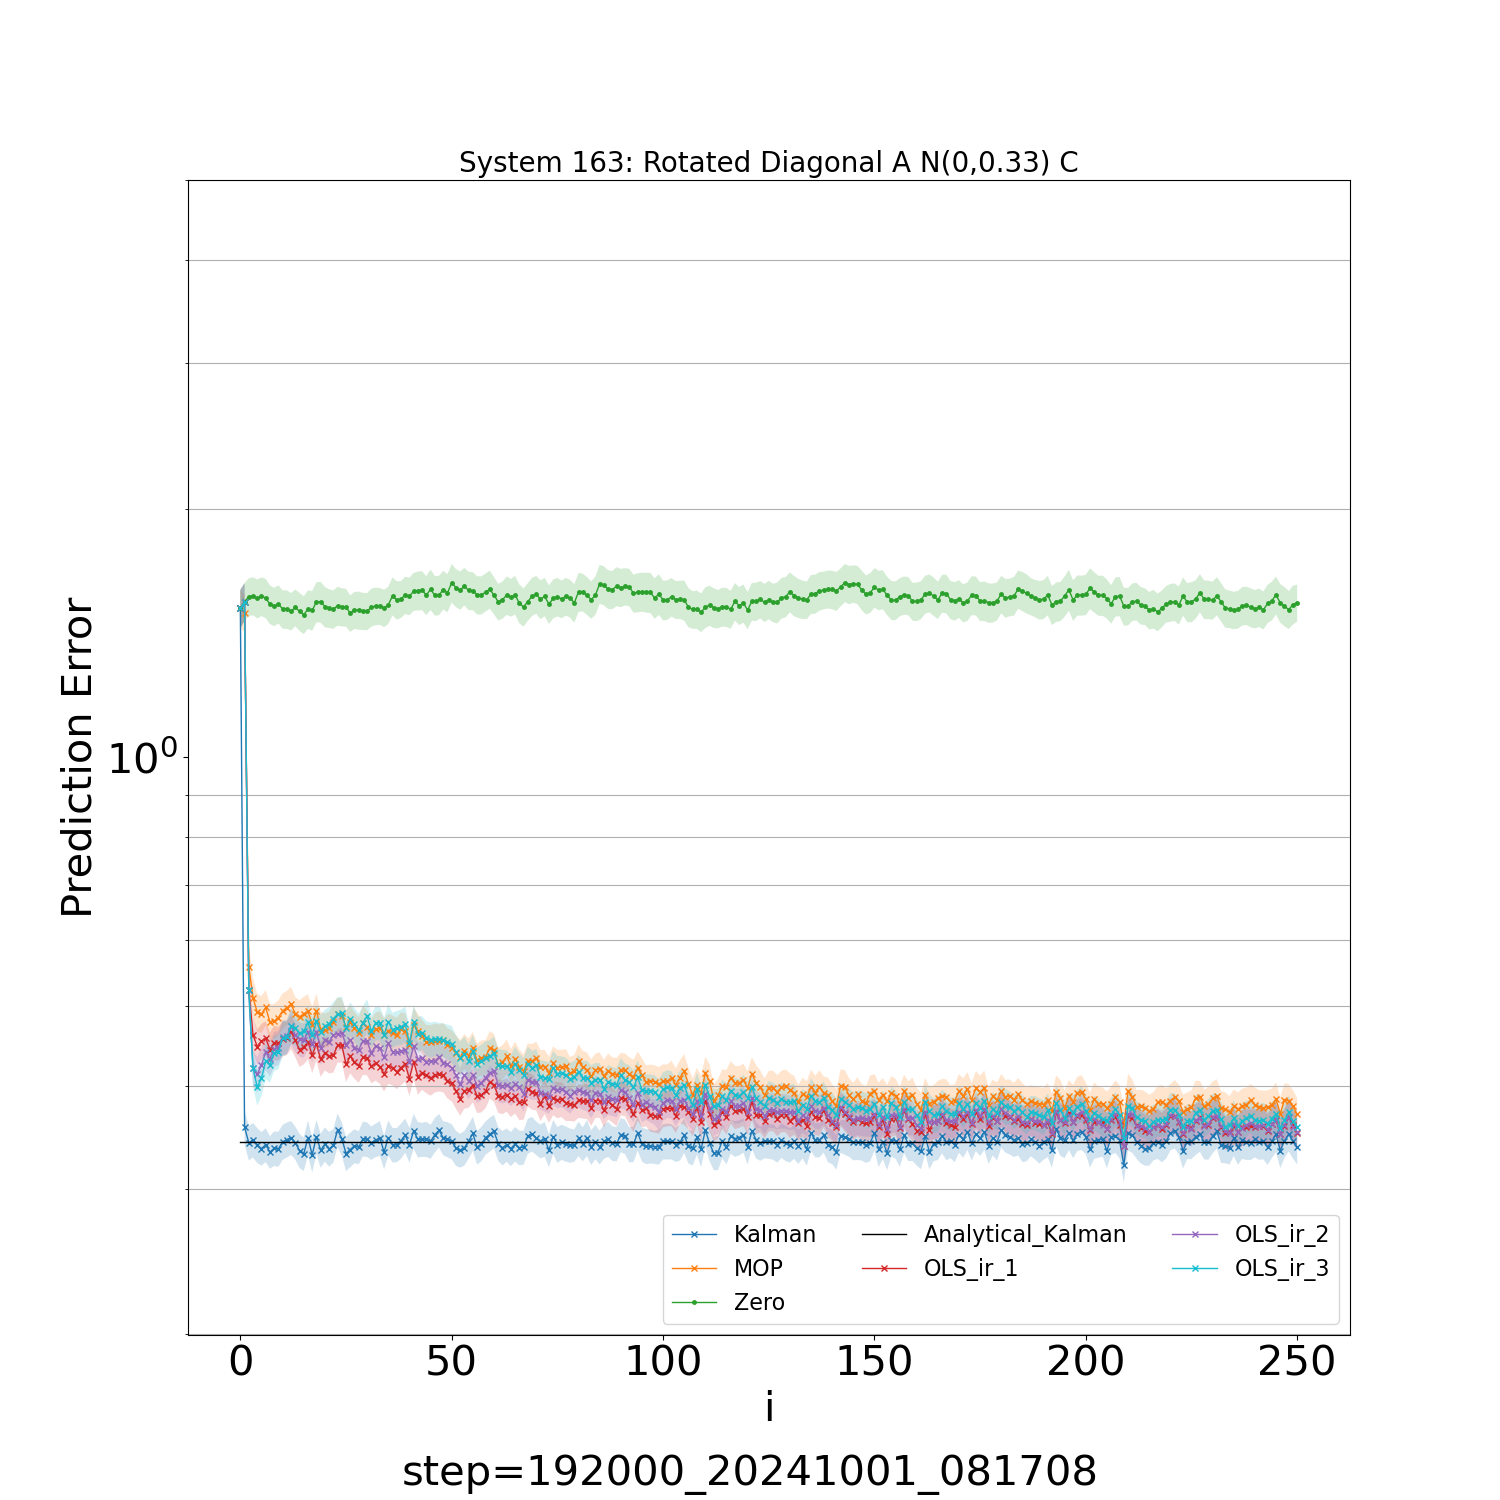 System 163: Rotated Diagonal A N(0,0.33) C
Prediction Error
10⁰
Kalman
MOP
Zero
Analytical_Kalman
OLS_ir_1
OLS_ir_2
OLS_ir_3
0 50 100 150 200 250
i
step=192000_20241001_081708